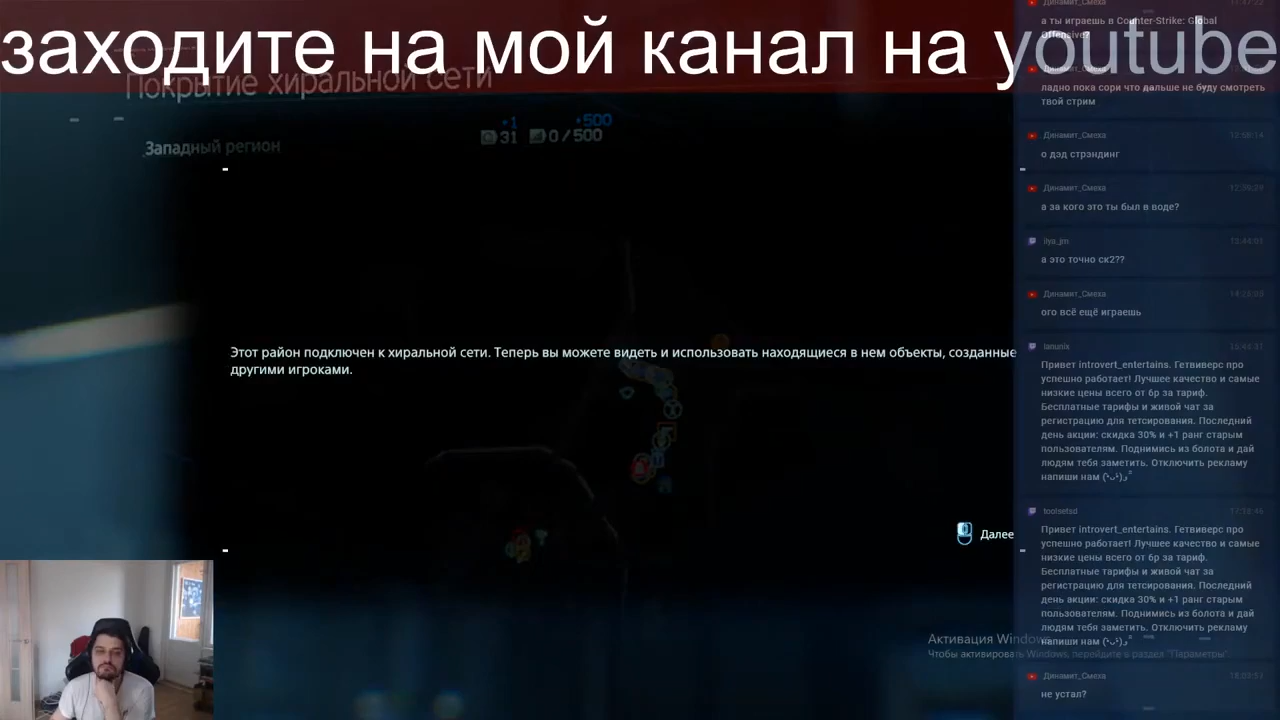 заходите на мой канал на youtube
Покрытие хиральной сети
Западный регион
+1
+500
31
0 / 500
Этот район подключен к хиральной сети. Теперь вы можете видеть и использовать находящиеся в нем объекты, созданные
другими игроками.
Далее
Активация Windows
Чтобы активировать Windows, перейдите в раздел "Параметры".
Динамит_Смеха
а ты играешь в Counter-Strike: Global
Offensive?
ладно пока сори что дальше не буду смотреть
твой стрим
Динамит_Смеха 12:58:14
о дэд стрэндинг
Динамит_Смеха
а за кого это ты был в воде?
ilya_jm
а это точно ск2??
Динамит_Смеха
ого всё ещё играешь
ianunix
Привет introvert_entertains. Гетвиверс про
успешно работает! Лучшее качество и самые
низкие цены всего от 6р за тариф.
Бесплатные тарифы и живой чат за
регистрацию для тетсирования. Последний
день акции: скидка 30% и +1 ранг старым
пользователям. Поднимись из болота и дай
людям тебя заметить. Отключить рекламу
напиши нам
toolsetsd
Привет introvert_entertains. Гетвиверс про
успешно работает! Лучшее качество и самые
низкие цены всего от 6р за тариф.
Бесплатные тарифы и живой чат за
регистрацию для тетсирования. Последний
день акции: скидка 30% и +1 ранг старым
пользователям. Поднимись из болота и дай
людям тебя заметить. Отключить рекламу
напиши нам
Динамит_Смеха
не устал?